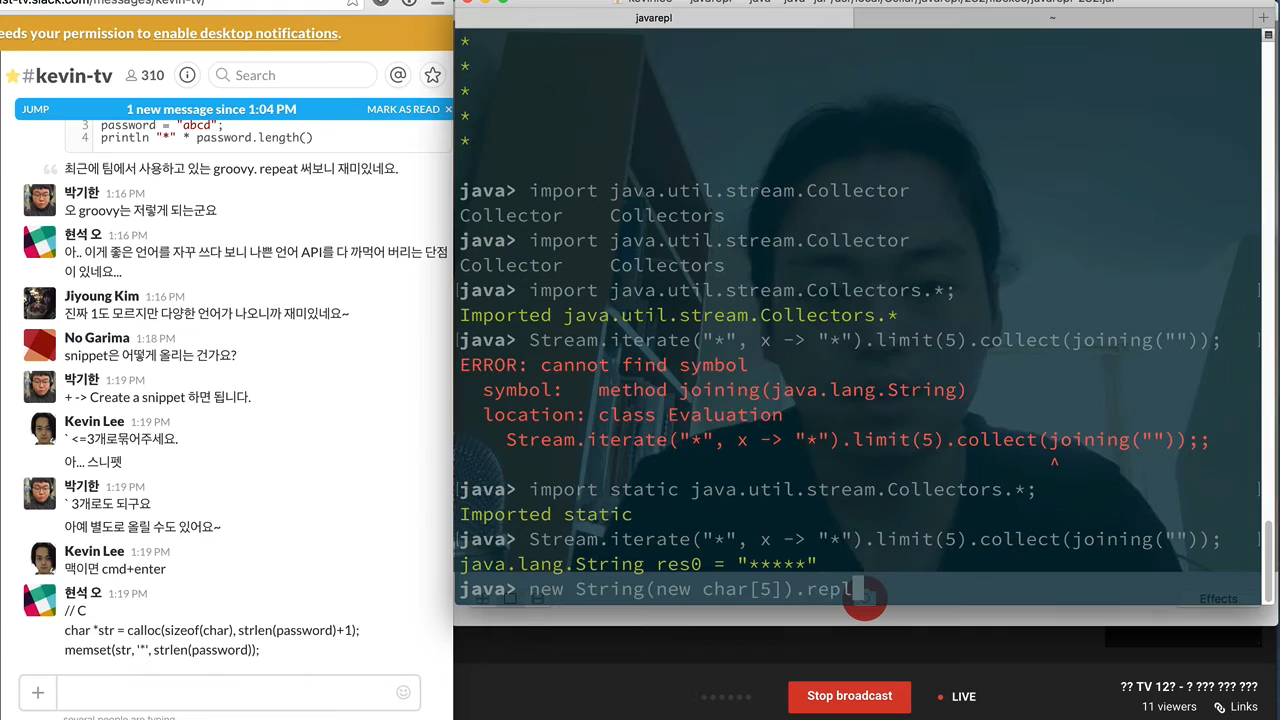 st-tv.slack.com/messages/kevin-tv/
eeds your permission to enable desktop notifications.
#kevin-tv 310 Search
JUMP 1 new message since 1:04 PM MARK AS READ ×
3 password = "abcd";
4 println "*" * password.length()
최근에 팀에서 사용하고 있는 groovy. repeat 써보니 재미있네요.
박기한 1:16 PM
오 groovy는 저렇게 되는군요
현석 오 1:16 PM
아.. 이게 좋은 언어를 자꾸 쓰다 보니 나쁜 언어 API를 다 까먹어 버리는 단점
이 있네요...
Jiyoung Kim 1:16 PM
진짜 1도 모르지만 다양한 언어가 나오니까 재미있네요~
No Garima 1:18 PM
snippet은 어떻게 올리는 건가요?
박기한 1:19 PM
+ -> Create a snippet 하면 됩니다.
Kevin Lee 1:19 PM
` <=3개로묶어주세요.
아... 스니펫
박기한 1:19 PM
` 3개로도 되구요
아예 별도로 올릴 수도 있어요~
Kevin Lee 1:19 PM
맥이면 cmd+enter
현석 오 1:19 PM
// C
char *str = calloc(sizeof(char), strlen(password)+1);
memset(str, '*', strlen(password));
+
several people are typing
javarepl ~ +
*
*
*
*
*
java> import java.util.stream.Collector
Collector Collectors
java> import java.util.stream.Collector
Collector Collectors
java> import java.util.stream.Collectors.*;
Imported java.util.stream.Collectors.*
java> Stream.iterate("*", x -> "*").limit(5).collect(joining(""));
ERROR: cannot find symbol
symbol: method joining(java.lang.String)
location: class Evaluation
Stream.iterate("*", x -> "*").limit(5).collect(joining(""));;
^
java> import static java.util.stream.Collectors.*;
Imported static
java> Stream.iterate("*", x -> "*").limit(5).collect(joining(""));
java.lang.String res0 = "*****"
java> new String(new char[5]).repl
Effects
Stop broadcast
LIVE
?? TV 12? - ? ??? ??? ???
11 viewers Links